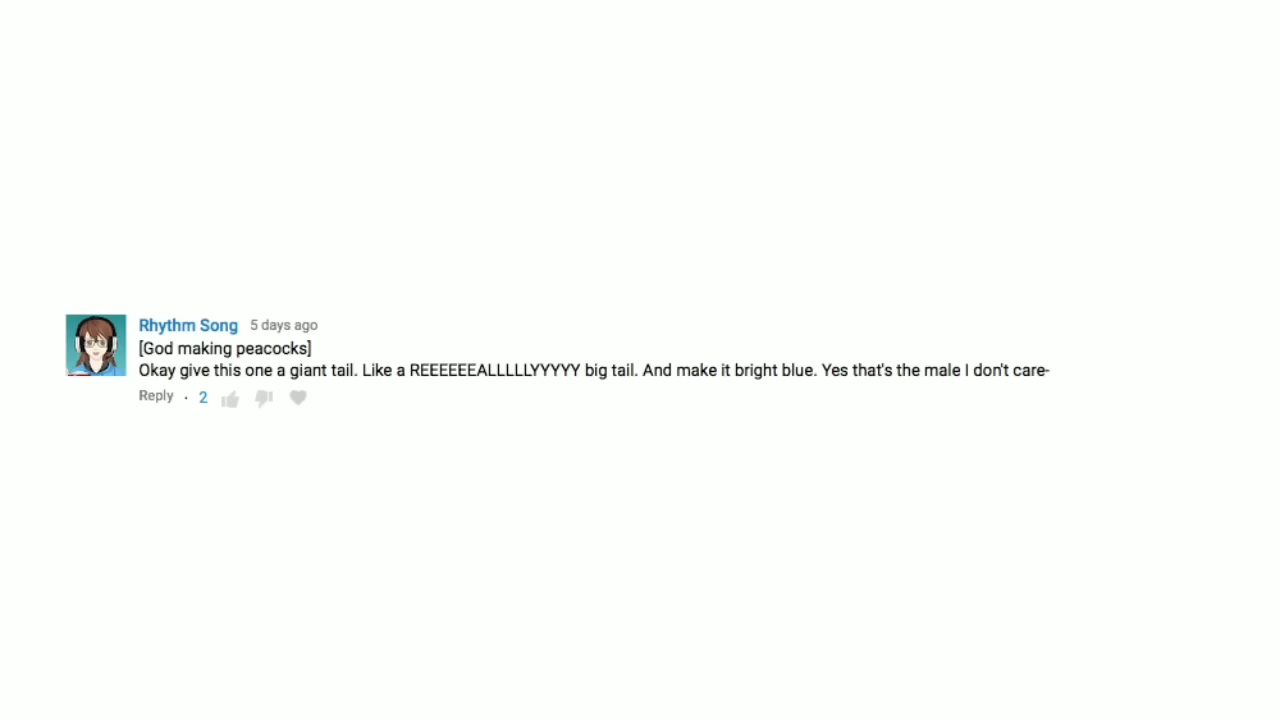 Rhythm Song 5 days ago
[God making peacocks]
Okay give this one a giant tail. Like a REEEEEEALLLLLYYYYY big tail. And make it bright blue. Yes that's the male I don't care-
Reply · 2